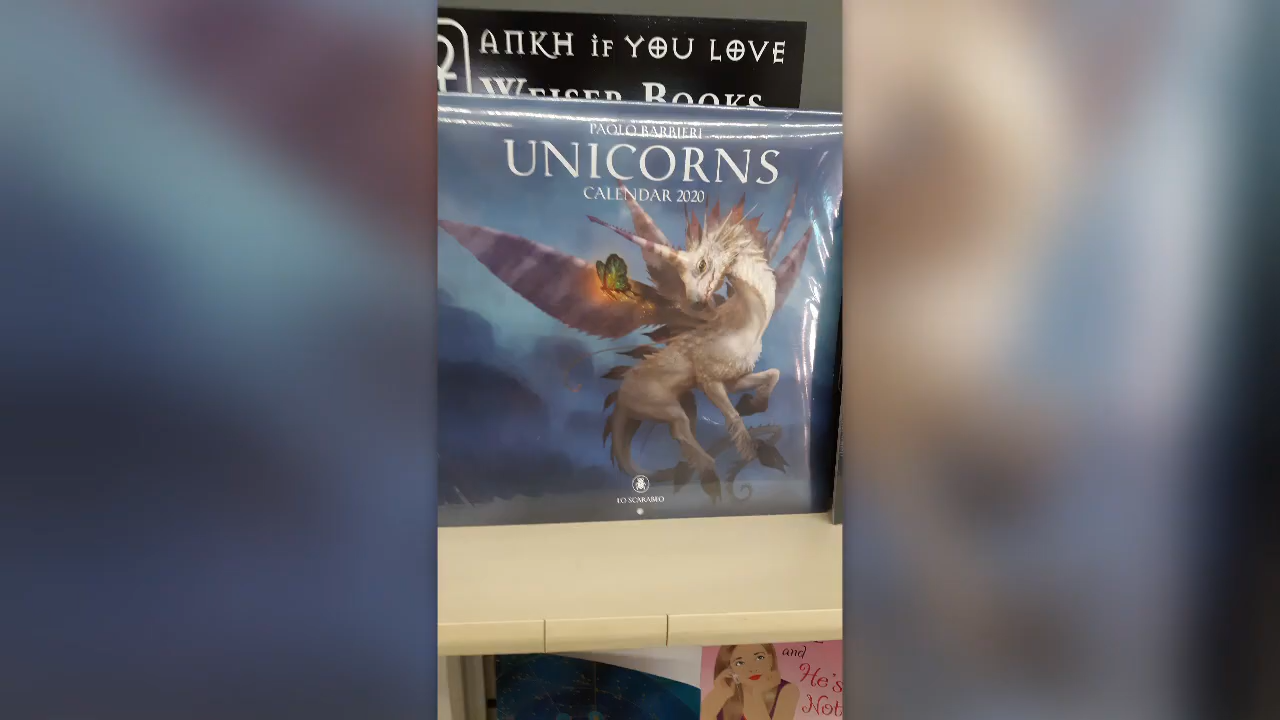 ANKH iF YOU LOVE
WEISER BOOKS
PAOLO BARBIERI
UNICORNS
CALENDAR 2020
LO SCARABEO
and
He's
Not